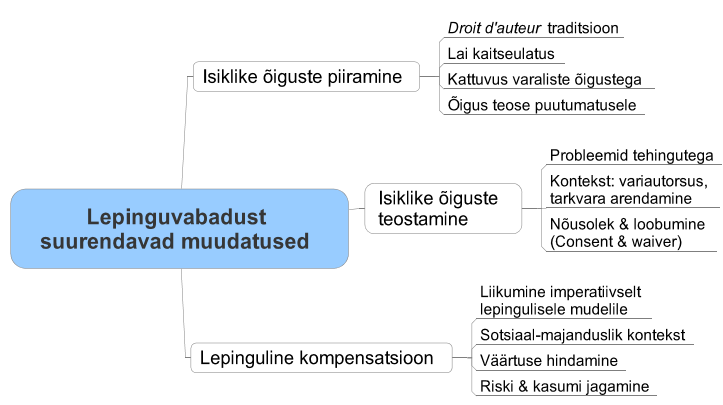 Lepinguvabadust
suurendavad muudatused
Isiklike õiguste piiramine
Droit d'auteur traditsioon
Lai kaitseulatus
Kattuvus varaliste õigustega
Õigus teose puutumatusele
Isiklike õiguste
teostamine
Probleemid tehingutega
Kontekst: variautorsus,
tarkvara arendamine
Nõusolek & loobumine
(Consent & waiver)
Lepinguline kompensatsioon
Liikumine imperatiivselt
lepingulisele mudelile
Sotsiaal-majanduslik kontekst
Väärtuse hindamine
Riski & kasumi jagamine